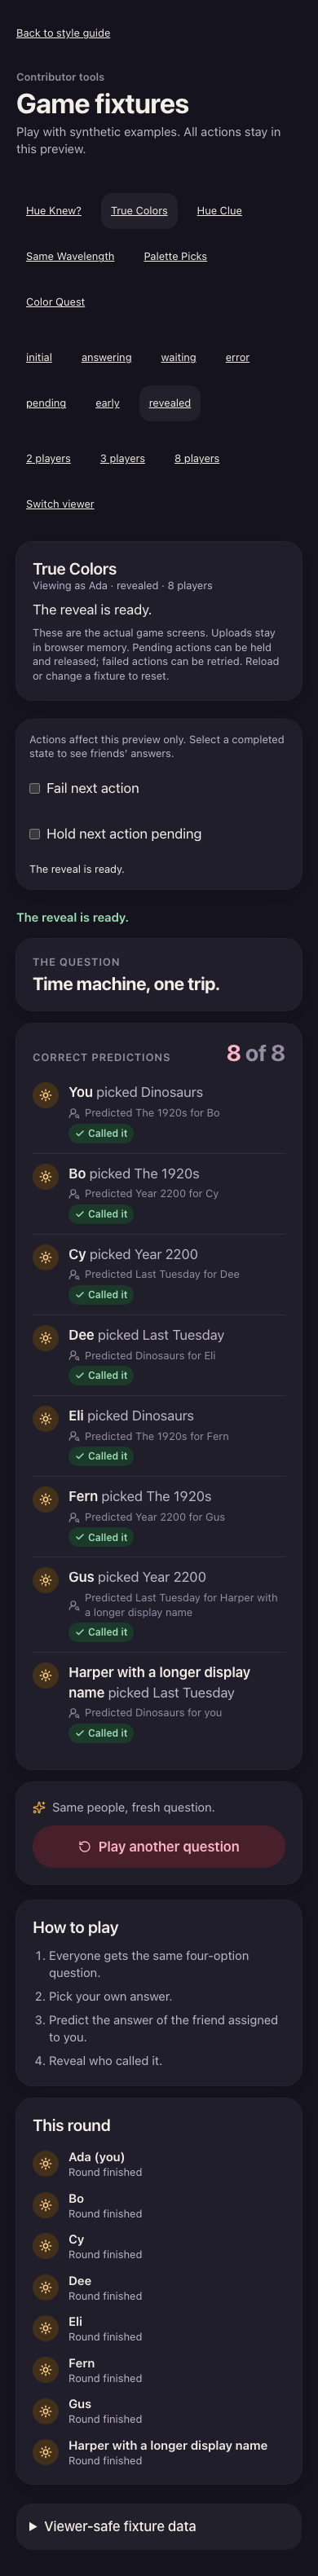 Back to style guide
Contributor tools
Game fixtures
Play with synthetic examples. All actions stay in
this preview.
Hue Knew? True Colors Hue Clue
Same Wavelength Palette Picks
Color Quest
initial answering waiting error
pending early revealed
2 players 3 players 8 players
Switch viewer
True Colors
Viewing as Ada · revealed · 8 players
The reveal is ready.
These are the actual game screens. Uploads stay
in browser memory. Pending actions can be held
and released; failed actions can be retried. Reload
or change a fixture to reset.
Actions affect this preview only. Select a completed
state to see friends' answers.
Fail next action
Hold next action pending
The reveal is ready.
The reveal is ready.
THE QUESTION
Time machine, one trip.
CORRECT PREDICTIONS 8 of 8
You picked Dinosaurs
Predicted The 1920s for Bo
Called it
Bo picked The 1920s
Predicted Year 2200 for Cy
Called it
Cy picked Year 2200
Predicted Last Tuesday for Dee
Called it
Dee picked Last Tuesday
Predicted Dinosaurs for Eli
Called it
Eli picked Dinosaurs
Predicted The 1920s for Fern
Called it
Fern picked The 1920s
Predicted Year 2200 for Gus
Called it
Gus picked Year 2200
Predicted Last Tuesday for Harper with
a longer display name
Called it
Harper with a longer display
name picked Last Tuesday
Predicted Dinosaurs for you
Called it
Same people, fresh question.
Play another question
How to play
1. Everyone gets the same four-option
question.
2. Pick your own answer.
3. Predict the answer of the friend assigned
to you.
4. Reveal who called it.
This round
Ada (you)
Round finished
Bo
Round finished
Cy
Round finished
Dee
Round finished
Eli
Round finished
Fern
Round finished
Gus
Round finished
Harper with a longer display name
Round finished
Viewer-safe fixture data